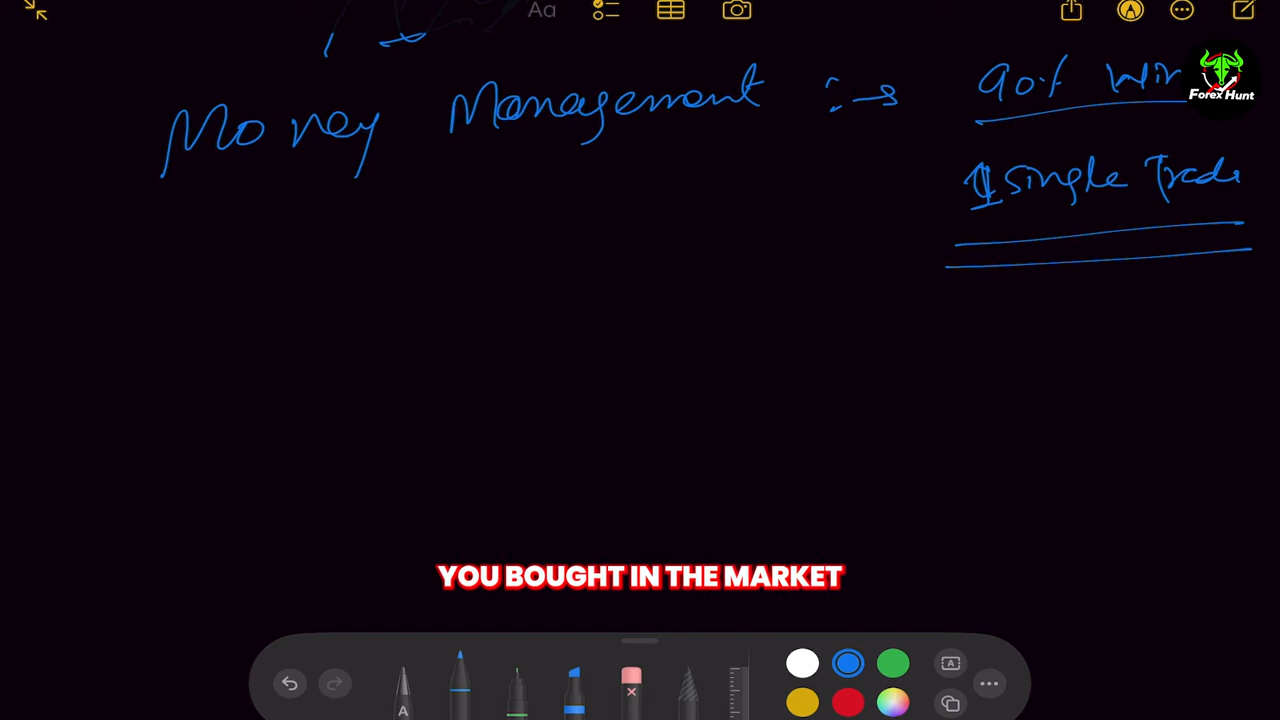 Aa
Money Management :→ 90% Win
Forex Hunt
1 single Trade
YOU BOUGHT IN THE MARKET
A